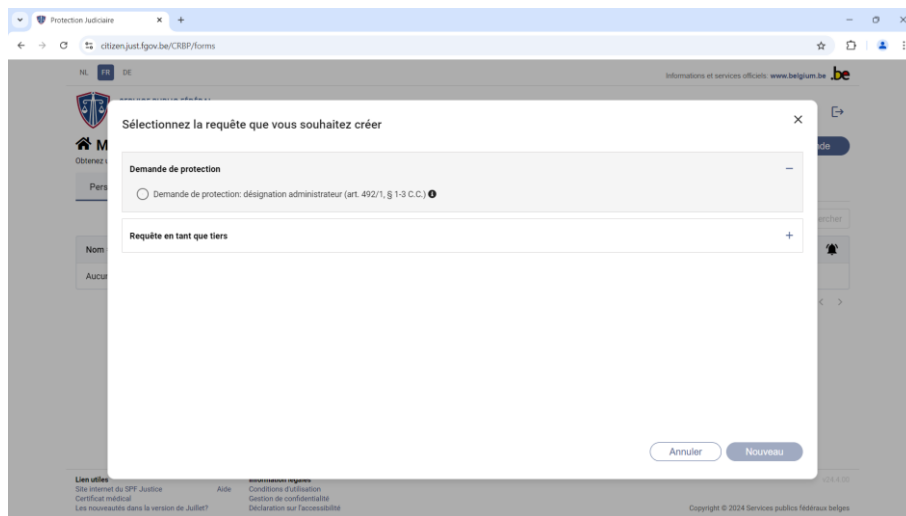 Protection Judiciaire
citizen.just.fgov.be/CRBP/forms
NL FR DE
Informations et services officiels: www.belgium.be .be
Sélectionnez la requête que vous souhaitez créer
M
Obtenez
Pers
Demande de protection
Demande de protection: désignation administrateur (art. 492/1, § 1-3 C.C.)
Requête en tant que tiers
Nom
Aucun
Annuler Nouveau
Lien utiles
Site internet du SPF Justice
Certificat médical
Les nouveautés dans la version de Juillet?
Aide
Informations légales
Conditions d'utilisation
Gestion de confidentialité
Déclaration sur l'accessibilité
Copyright © 2024 Services publics fédéraux belges